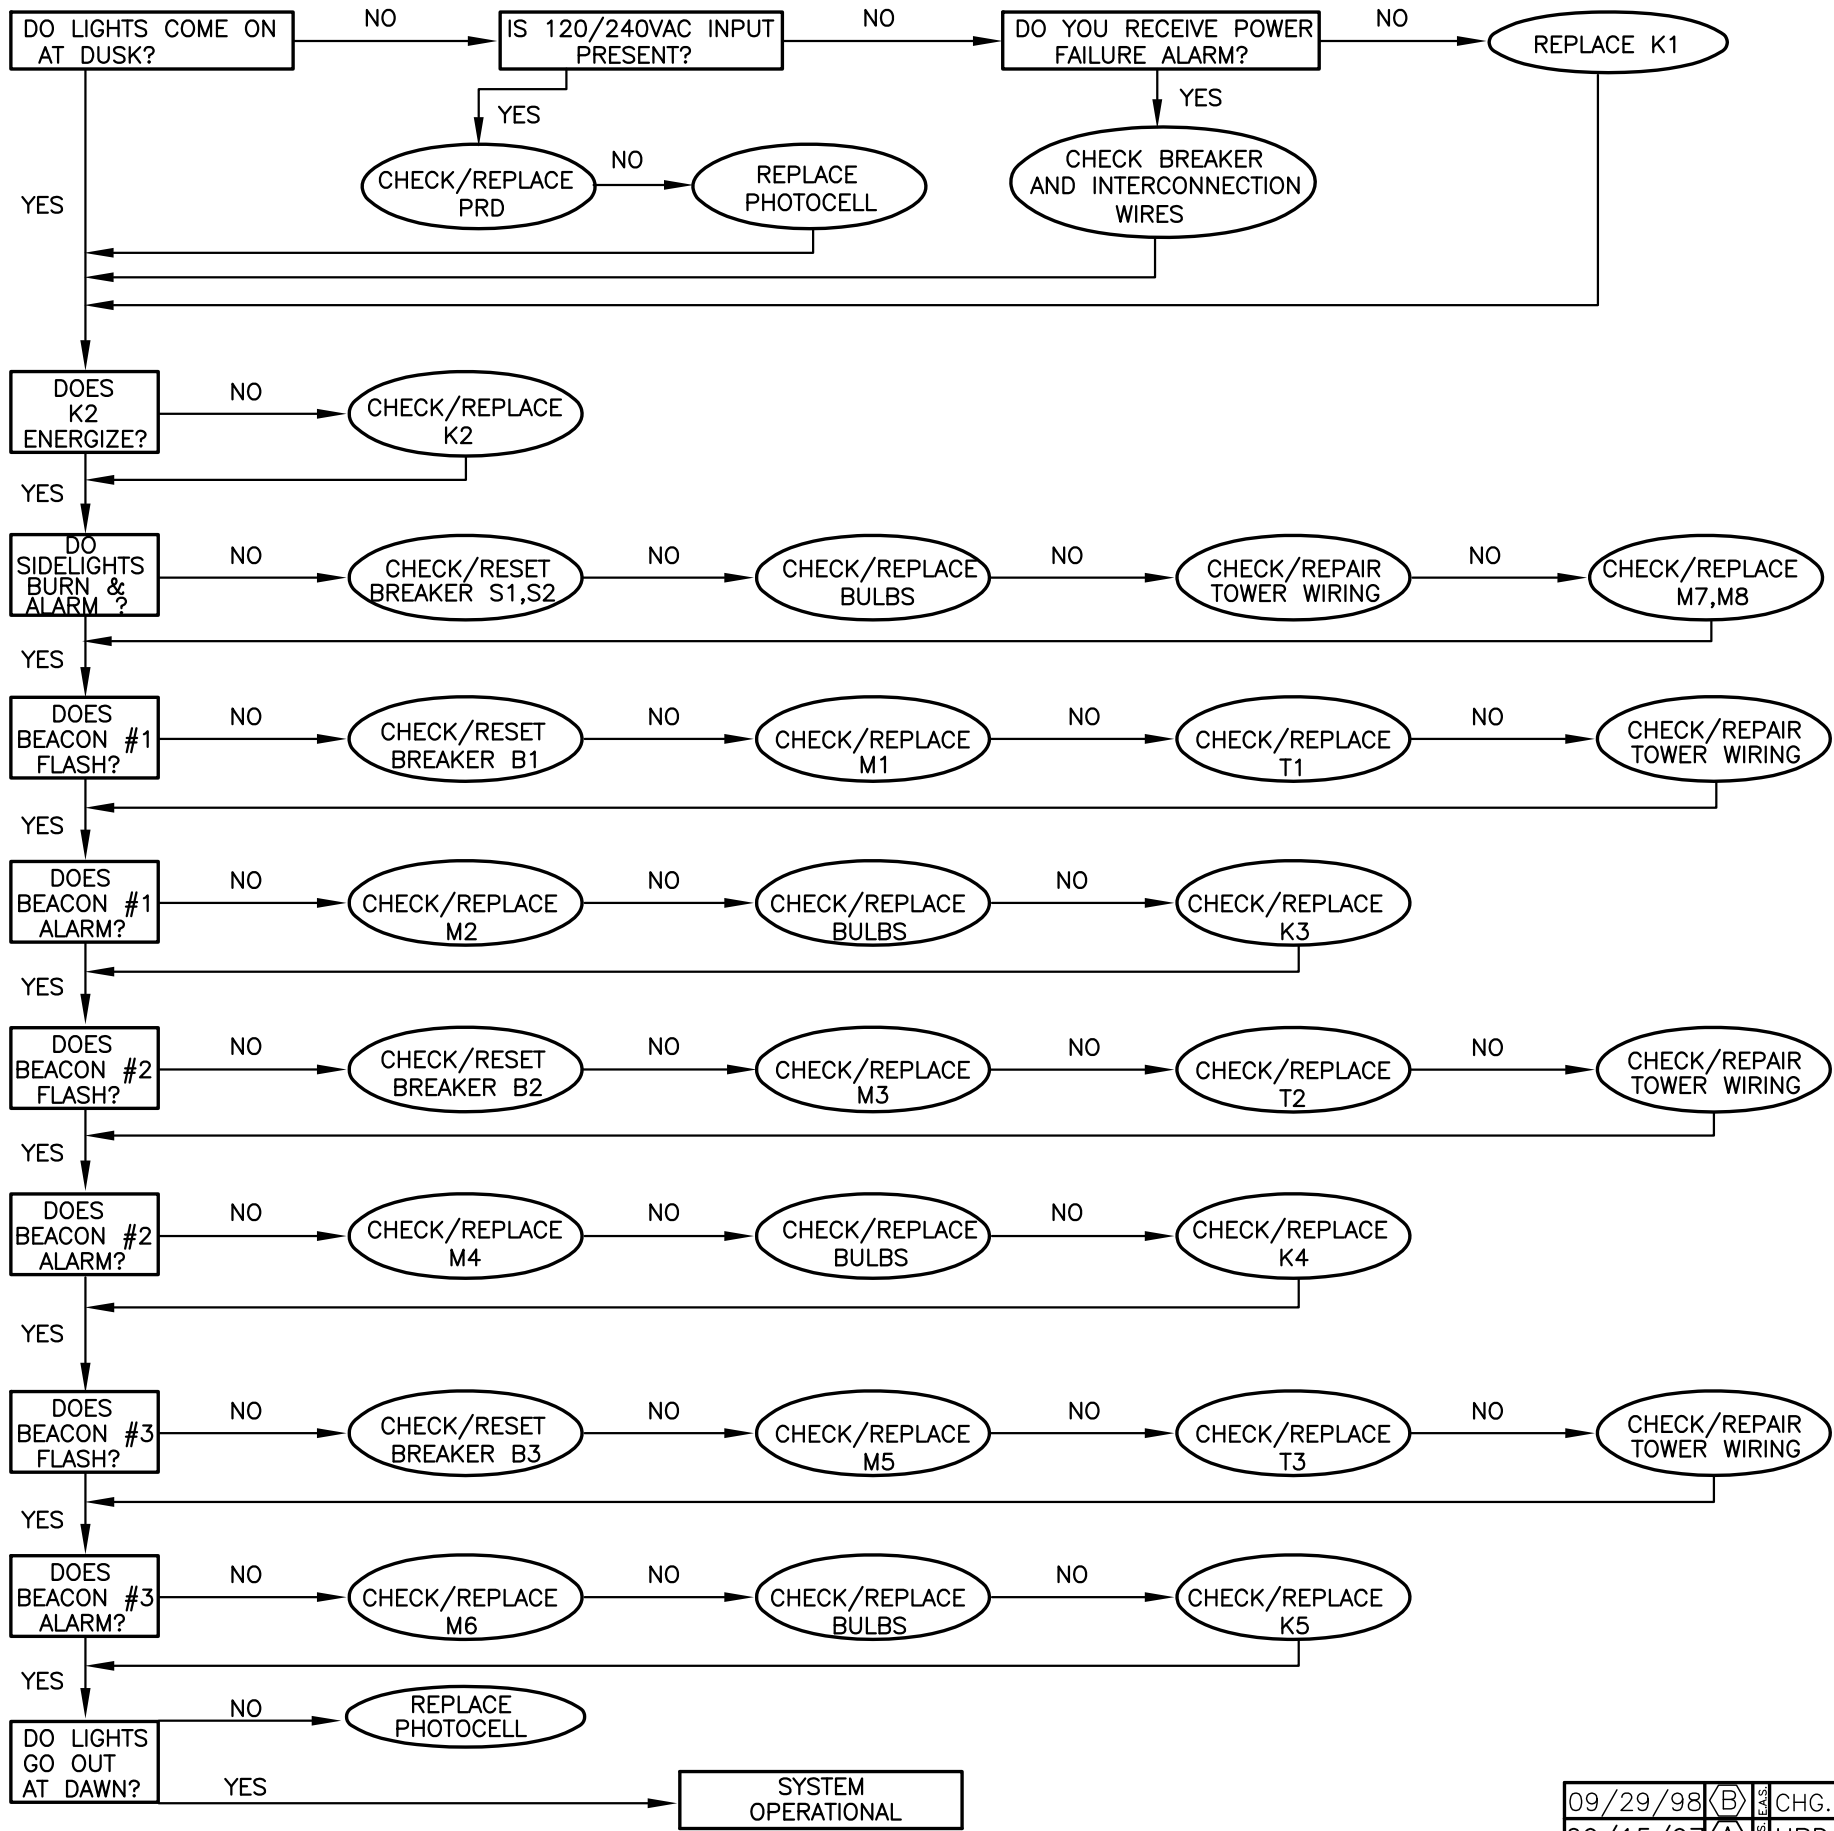 DO LIGHTS COME ON
AT DUSK?
NO
IS 120/240VAC INPUT
PRESENT?
NO
DO YOU RECEIVE POWER
FAILURE ALARM?
NO
REPLACE K1
YES
YES
CHECK/REPLACE
PRD
NO
REPLACE
PHOTOCELL
CHECK BREAKER
AND INTERCONNECTION
WIRES
YES
DOES
K2
ENERGIZE?
NO
CHECK/REPLACE
K2
YES
DO
SIDELIGHTS
BURN &
ALARM ?
NO
CHECK/RESET
BREAKER S1,S2
NO
CHECK/REPLACE
BULBS
NO
CHECK/REPAIR
TOWER WIRING
NO
CHECK/REPLACE
M7,M8
YES
DOES
BEACON #1
FLASH?
NO
CHECK/RESET
BREAKER B1
NO
CHECK/REPLACE
M1
NO
CHECK/REPLACE
T1
NO
CHECK/REPAIR
TOWER WIRING
YES
DOES
BEACON #1
ALARM?
NO
CHECK/REPLACE
M2
NO
CHECK/REPLACE
BULBS
NO
CHECK/REPLACE
K3
YES
DOES
BEACON #2
FLASH?
NO
CHECK/RESET
BREAKER B2
NO
CHECK/REPLACE
M3
NO
CHECK/REPLACE
T2
NO
CHECK/REPAIR
TOWER WIRING
YES
DOES
BEACON #2
ALARM?
NO
CHECK/REPLACE
M4
NO
CHECK/REPLACE
BULBS
NO
CHECK/REPLACE
K4
YES
DOES
BEACON #3
FLASH?
NO
CHECK/RESET
BREAKER B3
NO
CHECK/REPLACE
M5
NO
CHECK/REPLACE
T3
NO
CHECK/REPAIR
TOWER WIRING
YES
DOES
BEACON #3
ALARM?
NO
CHECK/REPLACE
M6
NO
CHECK/REPLACE
BULBS
NO
CHECK/REPLACE
K5
YES
DO LIGHTS
GO OUT
AT DAWN?
NO
REPLACE
PHOTOCELL
YES
SYSTEM
OPERATIONAL
09/29/98 B E.A.S. CHG.